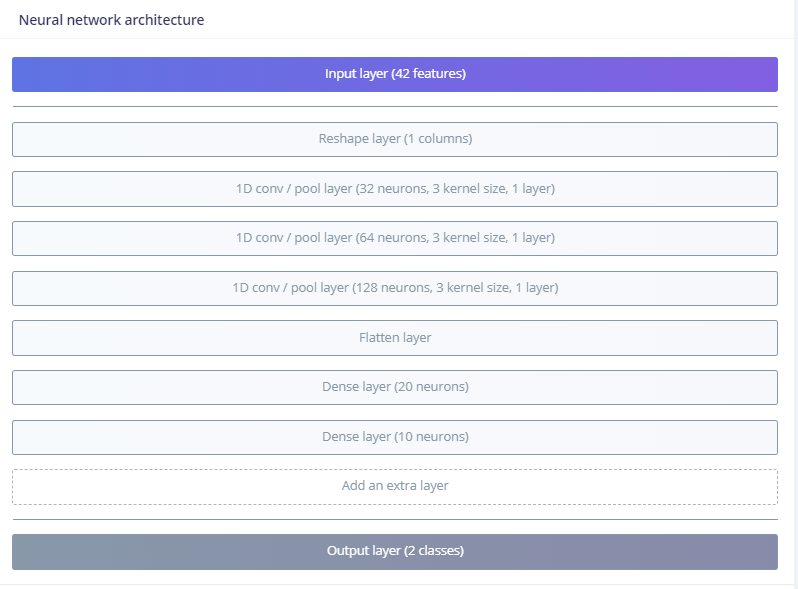 Neural network architecture
Input layer (42 features)
Reshape layer (1 columns)
1D conv / pool layer (32 neurons, 3 kernel size, 1 layer)
1D conv / pool layer (64 neurons, 3 kernel size, 1 layer)
1D conv / pool layer (128 neurons, 3 kernel size, 1 layer)
Flatten layer
Dense layer (20 neurons)
Dense layer (10 neurons)
Add an extra layer
Output layer (2 classes)